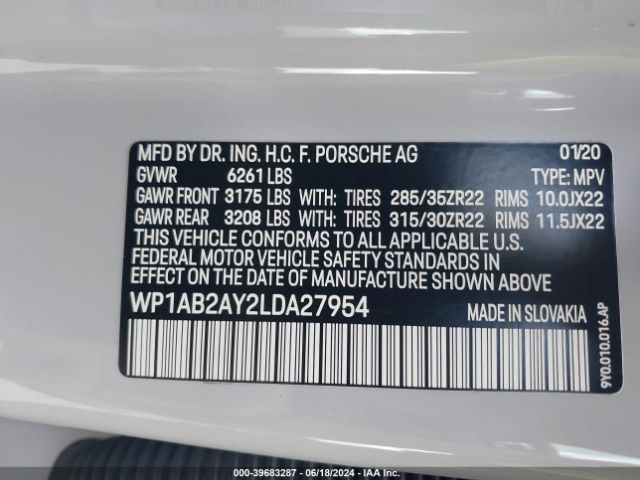 MFD BY DR. ING. H.C. F. PORSCHE AG 01/20
GVWR 6261 LBS TYPE: MPV
GAWR FRONT 3175 LBS WITH: TIRES 285/35ZR22 RIMS 10.0JX22
GAWR REAR 3208 LBS WITH: TIRES 315/30ZR22 RIMS 11.5JX22
THIS VEHICLE CONFORMS TO ALL APPLICABLE U.S.
FEDERAL MOTOR VEHICLE SAFETY STANDARDS IN
EFFECT ON THE DATE OF MANUFACTURE SHOWN ABOVE
WP1AB2AY2LDA27954 MADE IN SLOVAKIA
9Y0.010.016.AP
© COPYRIGHT - 39683287 - 06/18/2024 - IAA Inc.